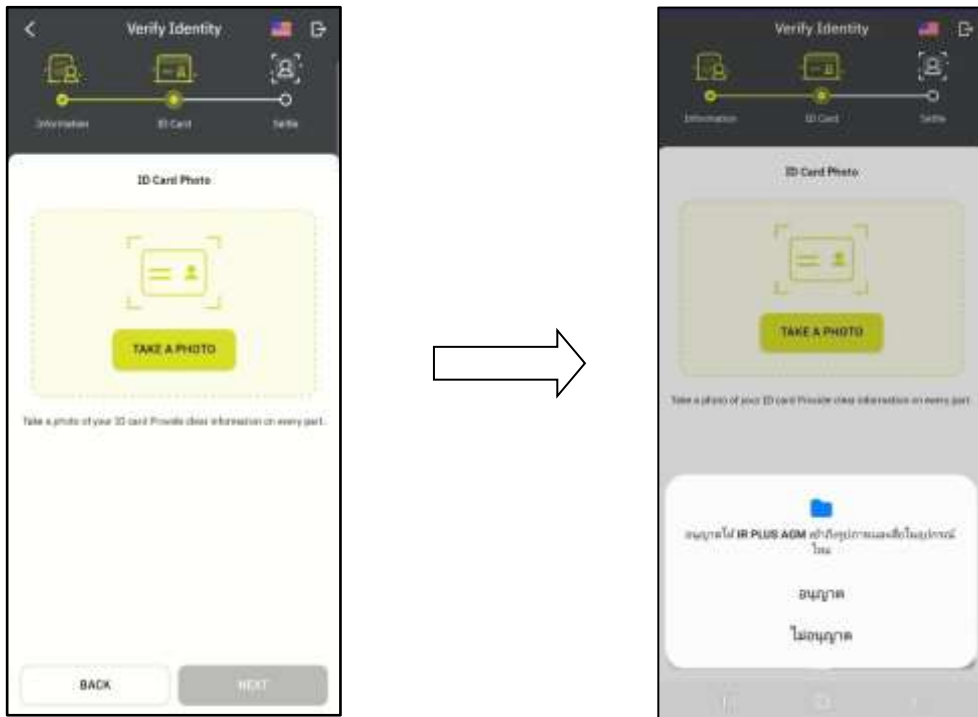 Verify Identity
Information
ID Card
Selfie
ID Card Photo
TAKE A PHOTO
Take a photo of your ID card Provide clear information on every part.
BACK
NEXT
Verify Identity
Information
ID Card
Selfie
ID Card Photo
TAKE A PHOTO
Take a photo of your ID card Provide clear information on every part.
อนุญาตให้ IR PLUS AGM เข้าถึงรูปภาพและสื่อในอุปกรณ์
ไหม
อนุญาต
ไม่อนุญาต